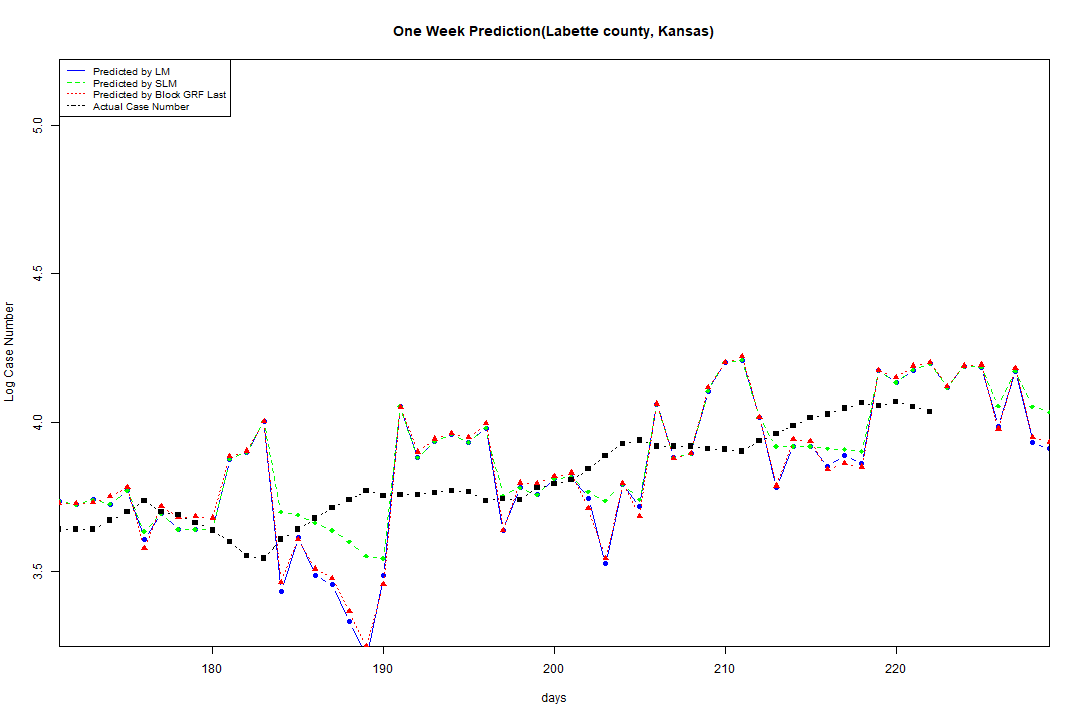 One Week Prediction(Labette county, Kansas)
Predicted by LM
Predicted by SLM
Predicted by Block GRF Last
Actual Case Number
5.0
4.5
4.0
3.5
Log Case Number
180 190 200 210 220
days